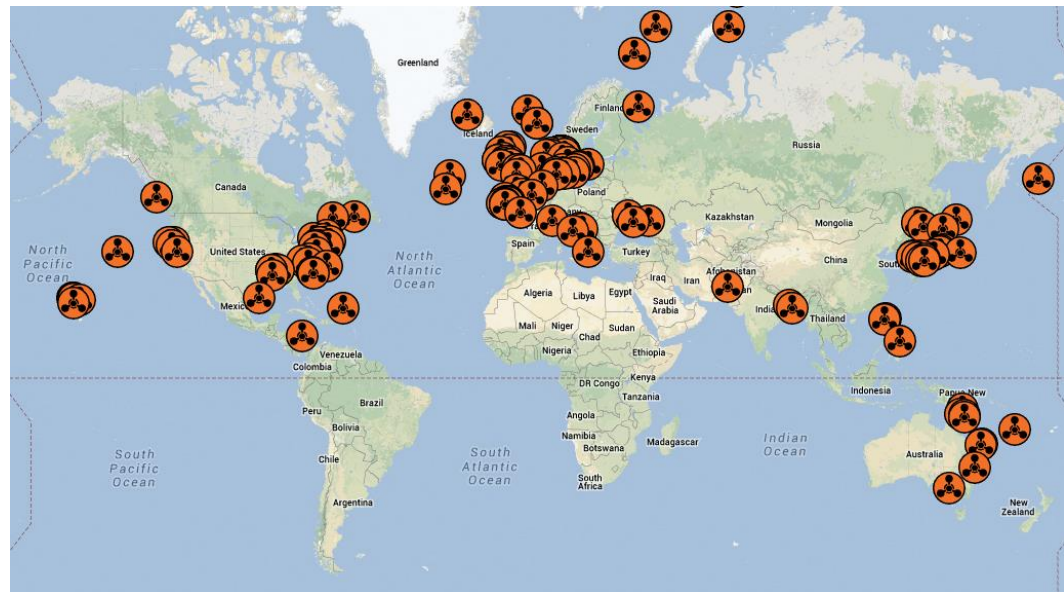 Greenland
Iceland
Finland
Sweden
Russia
Canada
Poland
North
Pacific
Ocean
United States
North
Atlantic
Ocean
Spain
Turkey
Kazakhstan
Mongolia
China
Iraq
Iran
Afghanistan
Mexico
Algeria
Libya
Egypt
Saudi
Arabia
Thailand
Mali
Niger
Chad
Sudan
Nigeria
Ethiopia
Venezuela
Colombia
DR Congo
Kenya
Tanzania
Indonesia
Papua New
Peru
Brazil
Bolivia
Angola
Namibia
Botswana
Madagascar
Indian
Ocean
Australia
Chile
South
Pacific
Ocean
South
Atlantic
Ocean
South
Africa
Argentina
New
Zealand